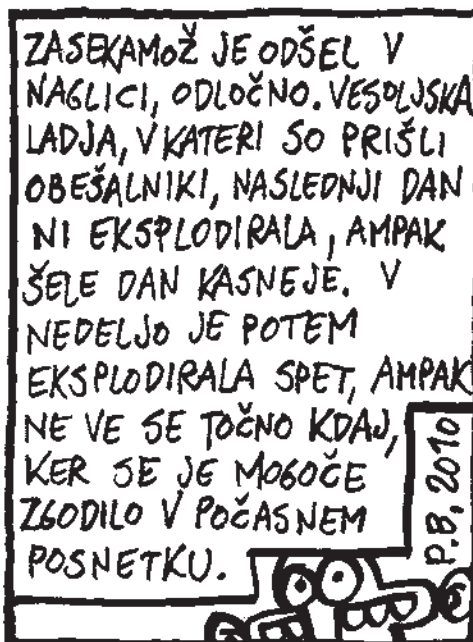 ZASEKAMOŽ JE ODŠEL V
NAGLICI, ODLOČNO. VESOLJSKA
LADJA, V KATERI SO PRIŠLI
OBEŠALNIKI, NASLEDNJI DAN
NI EKSPLODIRALA, AMPAK
ŠELE DAN KASNEJE. V
NEDELJO JE POTEM
EKSPLODIRALA SPET, AMPAK
NE VE SE TOČNO KDAJ,
KER SE JE MOGOČE
ZGODILO V POČASNEM
POSNETKU.
P.B, 2010